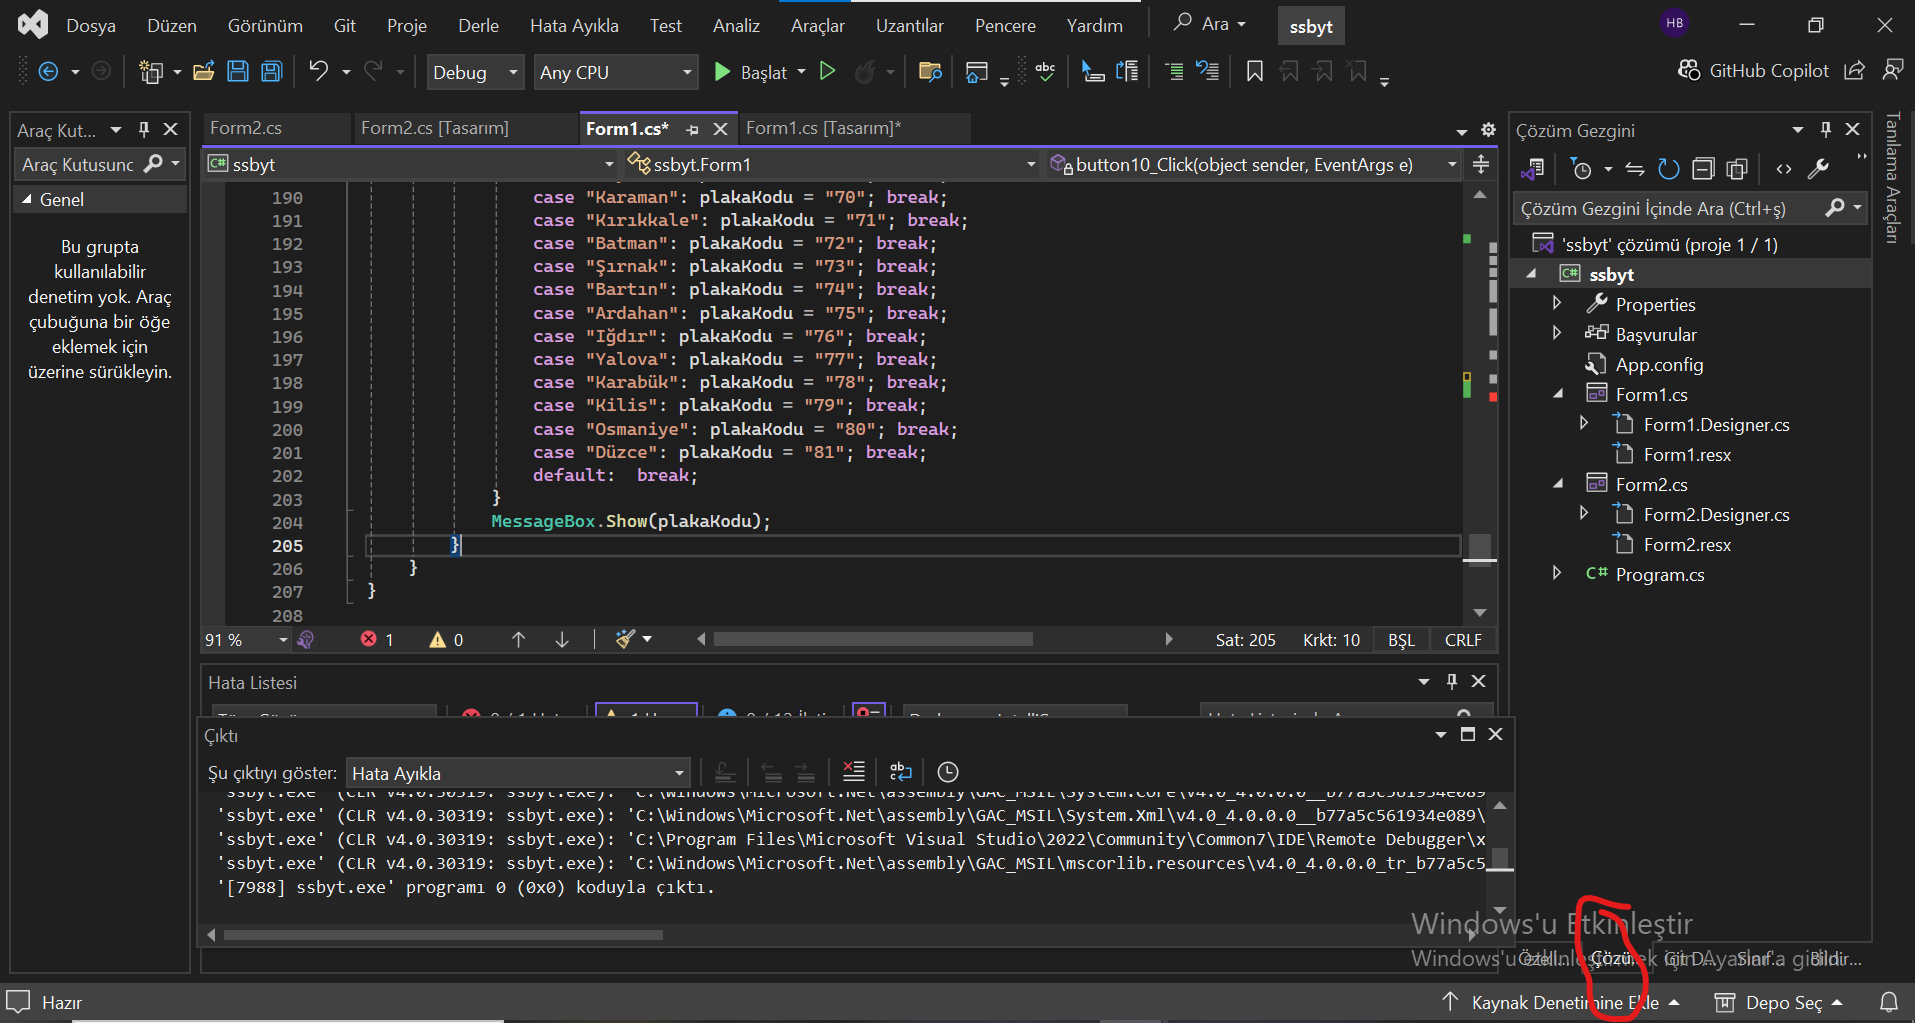 Dosya Düzen Görünüm Git Proje Derle Hata Ayıkla Test Analiz Araçlar Uzantılar Pencere Yardım Ara ssbyt HB
Debug Any CPU Başlat abc GitHub Copilot
Araç Kut...
Araç Kutusunc
Genel
Bu grupta
kullanılabilir
denetim yok. Araç
çubuğuna bir öğe
eklemek için
üzerine sürükleyin.
Form2.cs Form2.cs [Tasarım] Form1.cs* Form1.cs [Tasarım]*
C# ssbyt ssbyt.Form1 button10_Click(object sender, EventArgs e)
190 case "Karaman": plakaKodu = "70"; break;
191 case "Kırıkkale": plakaKodu = "71"; break;
192 case "Batman": plakaKodu = "72"; break;
193 case "Şırnak": plakaKodu = "73"; break;
194 case "Bartın": plakaKodu = "74"; break;
195 case "Ardahan": plakaKodu = "75"; break;
196 case "Iğdır": plakaKodu = "76"; break;
197 case "Yalova": plakaKodu = "77"; break;
198 case "Karabük": plakaKodu = "78"; break;
199 case "Kilis": plakaKodu = "79"; break;
200 case "Osmaniye": plakaKodu = "80"; break;
201 case "Düzce": plakaKodu = "81"; break;
202 default: break;
203 }
204 MessageBox.Show(plakaKodu);
205 }
206 }
207 }
208
91 % 1 0 Sat: 205 Krkt: 10 BŞL CRLF
Hata Listesi
Çıktı
Şu çıktıyı göster: Hata Ayıkla
'ssbyt.exe' (CLR v4.0.30319: ssbyt.exe): 'C:\Windows\Microsoft.Net\assembly\GAC_MSIL\System.Core\v4.0_4.0.0.0__b77a5c561934e089
'ssbyt.exe' (CLR v4.0.30319: ssbyt.exe): 'C:\Windows\Microsoft.Net\assembly\GAC_MSIL\System.Xml\v4.0_4.0.0.0__b77a5c561934e089\
'ssbyt.exe' (CLR v4.0.30319: ssbyt.exe): 'C:\Program Files\Microsoft Visual Studio\2022\Community\Common7\IDE\Remote Debugger\x
'ssbyt.exe' (CLR v4.0.30319: ssbyt.exe): 'C:\Windows\Microsoft.Net\assembly\GAC_MSIL\mscorlib.resources\v4.0_4.0.0.0_tr_b77a5c5
'[7988] ssbyt.exe' programı 0 (0x0) koduyla çıktı.
Çözüm Gezgini
Çözüm Gezgini İçinde Ara (Ctrl+ş)
'ssbyt' çözümü (proje 1 / 1)
C# ssbyt
Properties
Başvurular
App.config
Form1.cs
Form1.Designer.cs
Form1.resx
Form2.cs
Form2.Designer.cs
Form2.resx
C# Program.cs
Tanılama Araçları
Windows'u Etkinleştir
Windows'u etkinleştirmek için Ayarlar'a gidin.
Özell... Çözü... Git D... Sınıf... Bildir...
Hazır Kaynak Denetimine Ekle Depo Seç